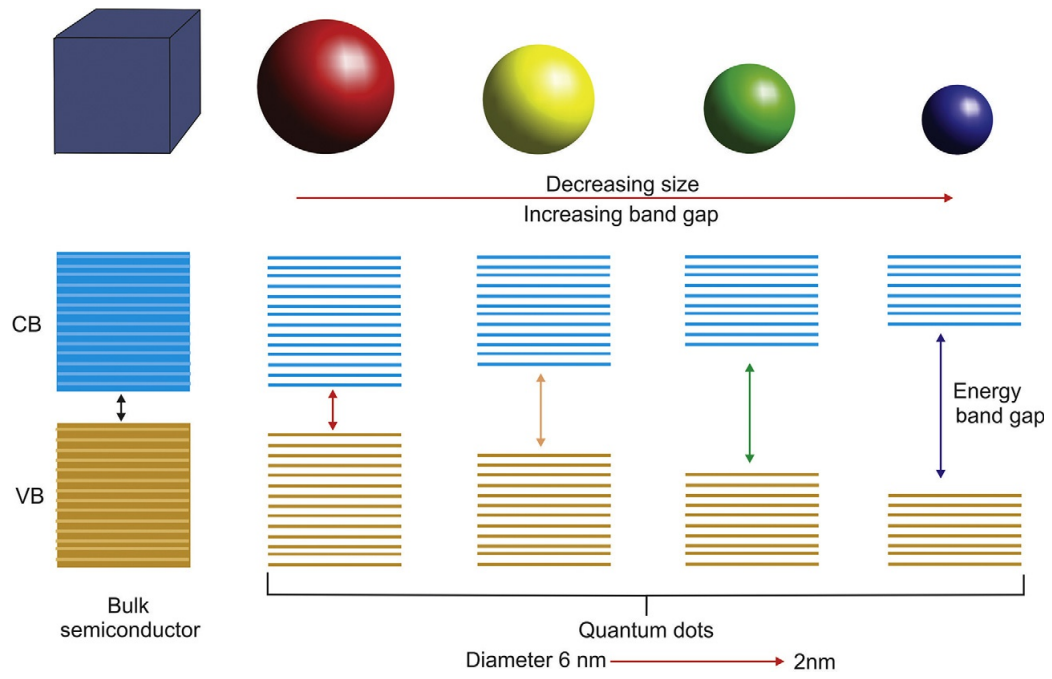 Decreasing size
Increasing band gap
CB
Energy
band gap
VB
Bulk
semiconductor
Quantum dots
Diameter 6 nm
2nm